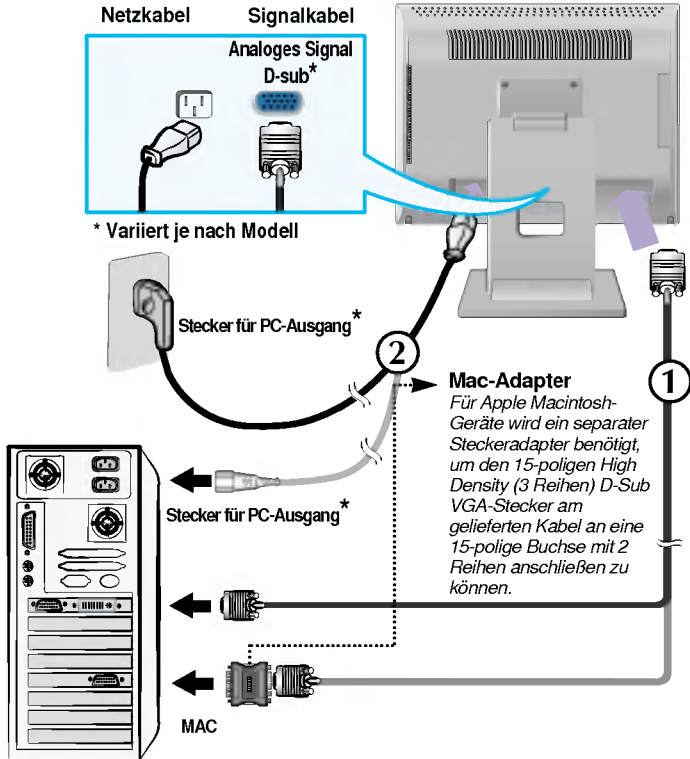 Netzkabel
Signalkabel
Analoges Signal
D-sub*
* Variiert je nach Modell
Stecker für PC-Ausgang*
2
1
Mac-Adapter
Für Apple Macintosh-
Geräte wird ein separater
Steckeradapter benötigt,
um den 15-poligen High
Density (3 Reihen) D-Sub
VGA-Stecker am
gelieferten Kabel an eine
15-polige Buchse mit 2
Reihen anschließen zu
können.
Stecker für PC-Ausgang*
MAC